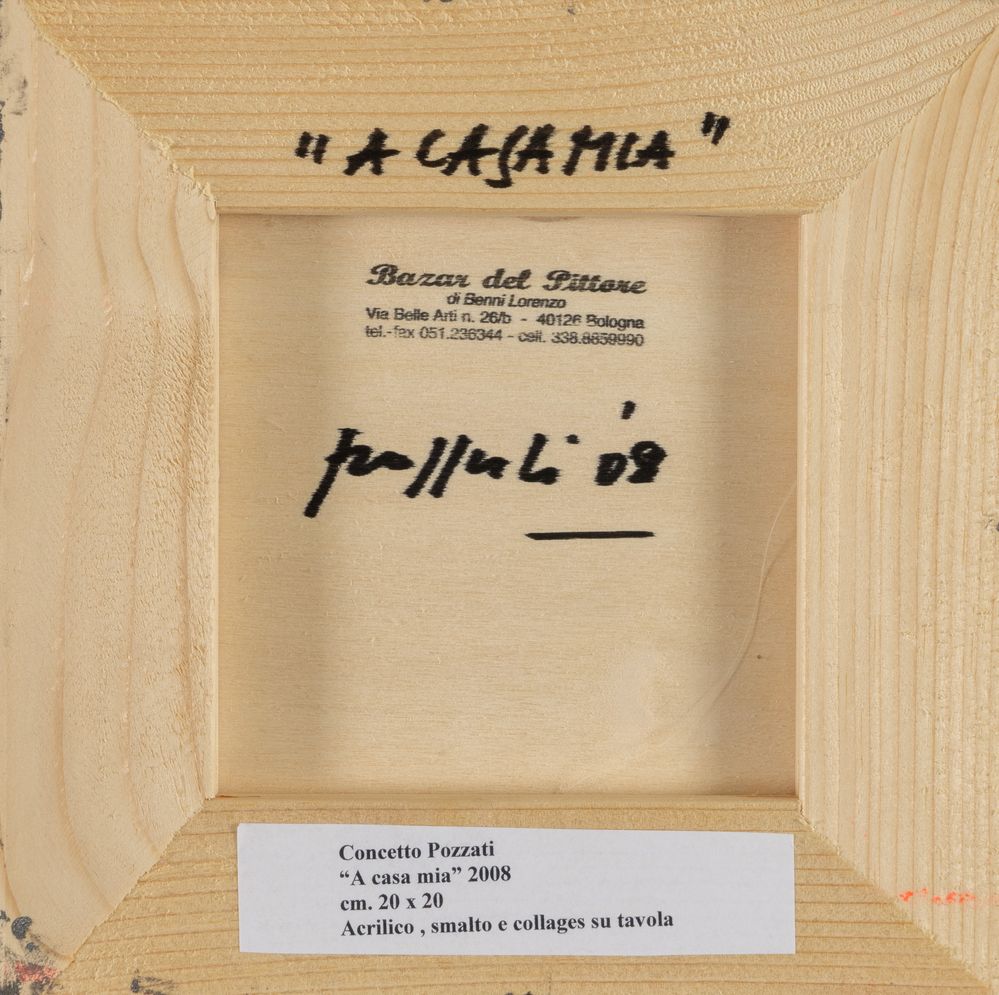 "A CASA MIA"
Bazar del Pittore
di Benni Lorenzo
Via Belle Arti n. 26/b - 40126 Bologna
tel.-fax 051.236344 - cell. 338.8859990
pozzati '08
Concetto Pozzati
“A casa mia” 2008
cm. 20 x 20
Acrilico , smalto e collages su tavola